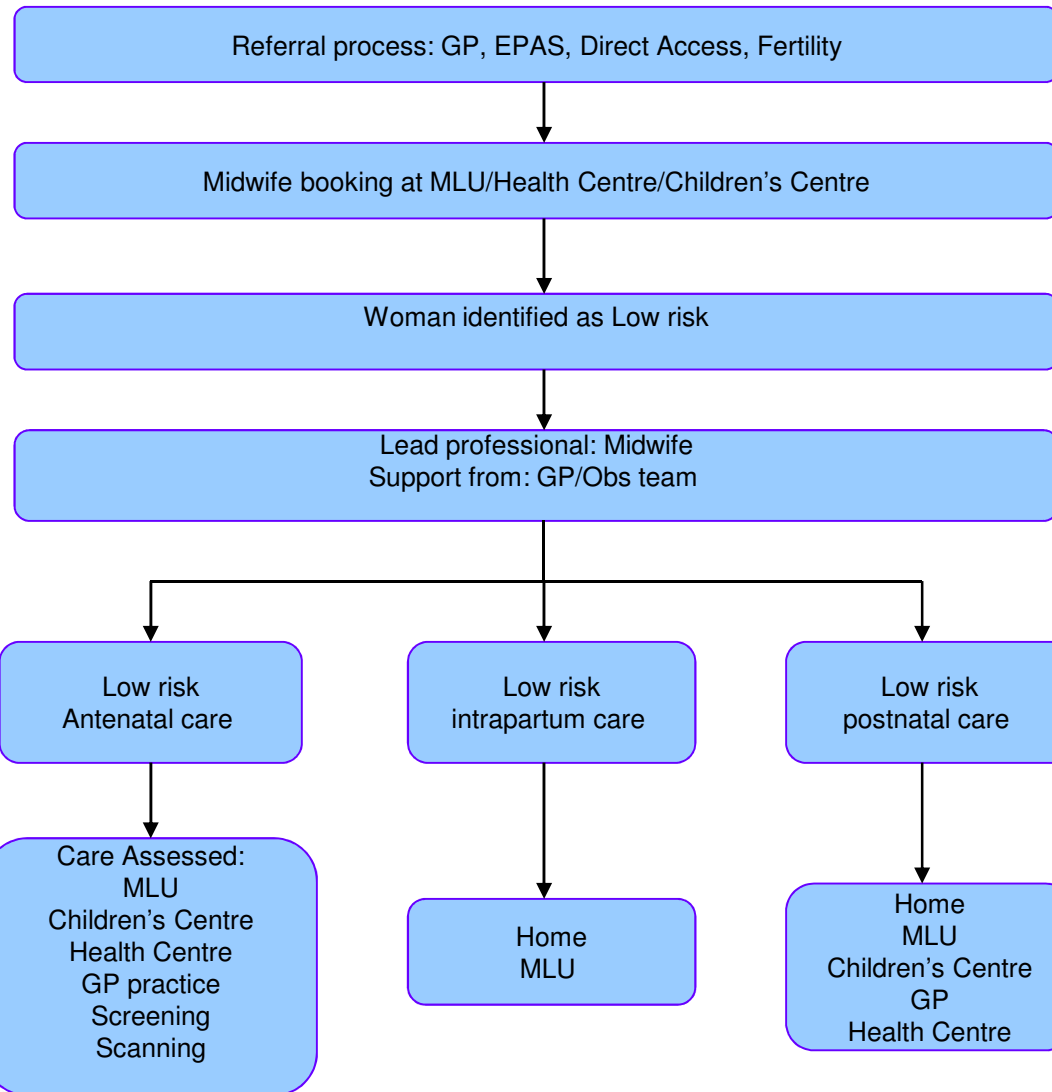 Referral process: GP, EPAS, Direct Access, Fertility
Midwife booking at MLU/Health Centre/Children’s Centre
Woman identified as Low risk
Lead professional: Midwife
Support from: GP/Obs team
Low risk
Antenatal care
Low risk
intrapartum care
Low risk
postnatal care
Care Assessed:
MLU
Children’s Centre
Health Centre
GP practice
Screening
Scanning
Home
MLU
Home
MLU
Children’s Centre
GP
Health Centre